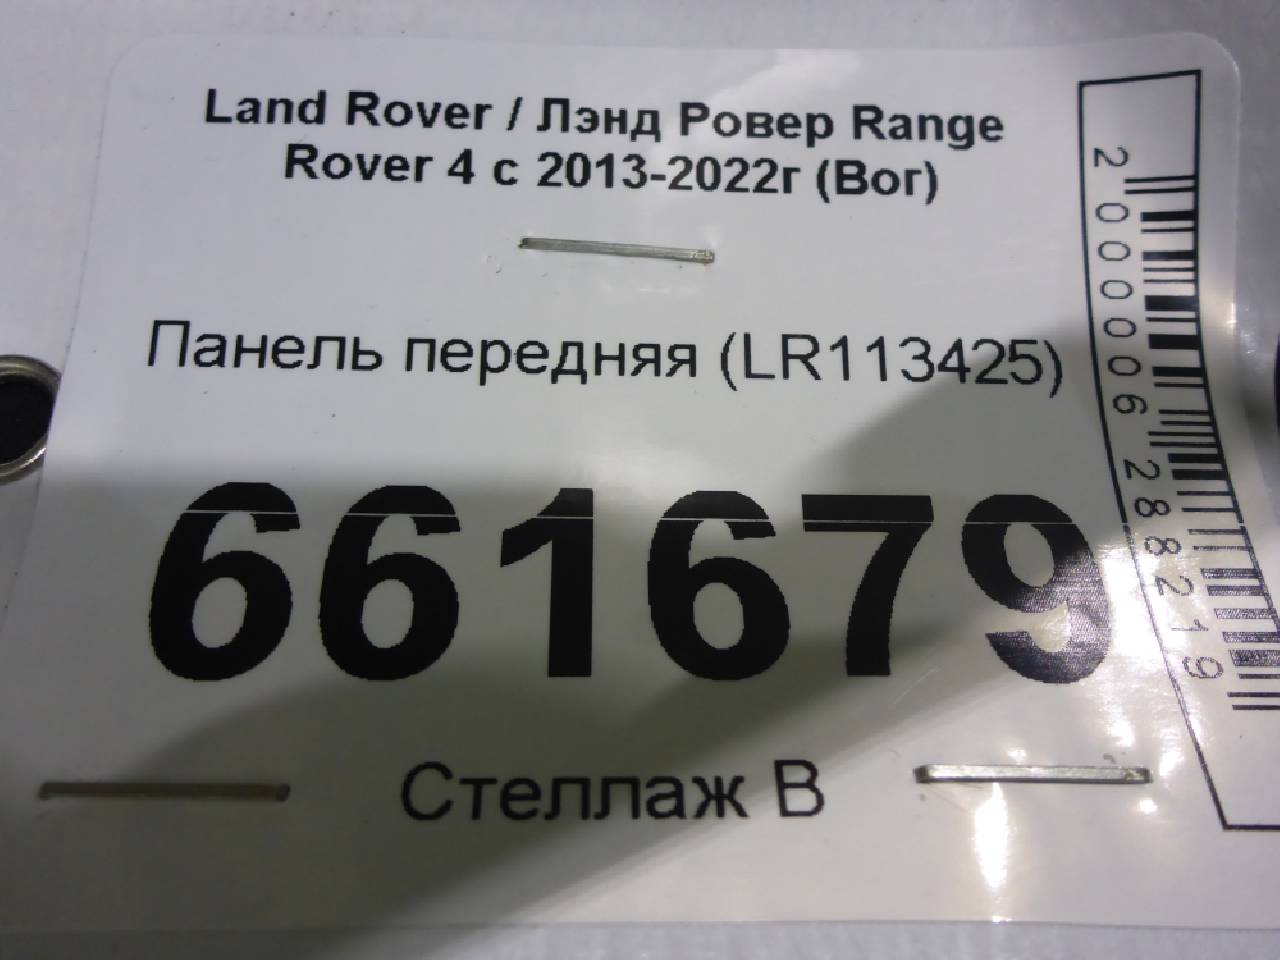 Land Rover / Лэнд Ровер Range
Rover 4 с 2013-2022г (Вог)
Панель передняя (LR113425)
661679
Стеллаж В
2000006288219